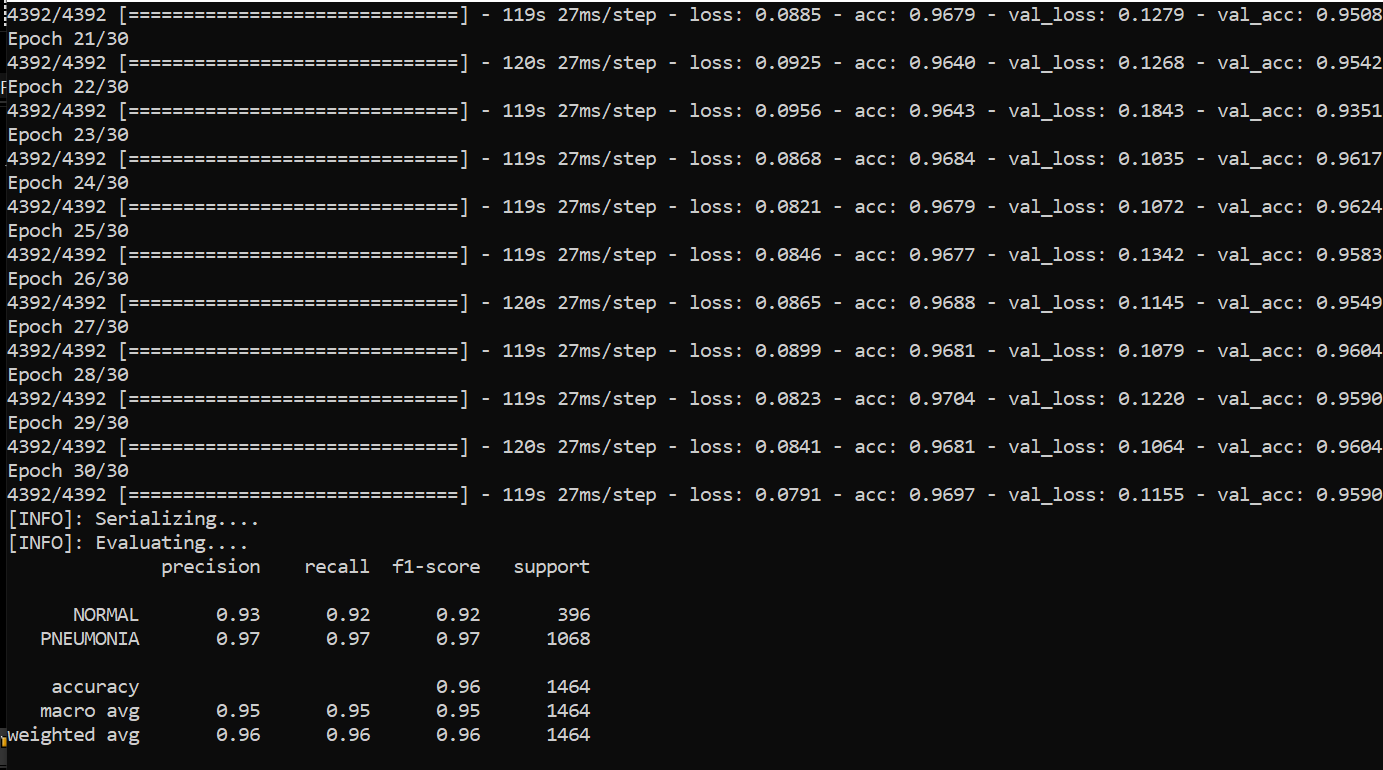 4392/4392 [==============================] - 119s 27ms/step - loss: 0.0885 - acc: 0.9679 - val_loss: 0.1279 - val_acc: 0.9508
Epoch 21/30
4392/4392 [==============================] - 120s 27ms/step - loss: 0.0925 - acc: 0.9640 - val_loss: 0.1268 - val_acc: 0.9542
Epoch 22/30
4392/4392 [==============================] - 119s 27ms/step - loss: 0.0956 - acc: 0.9643 - val_loss: 0.1843 - val_acc: 0.9351
Epoch 23/30
4392/4392 [==============================] - 119s 27ms/step - loss: 0.0868 - acc: 0.9684 - val_loss: 0.1035 - val_acc: 0.9617
Epoch 24/30
4392/4392 [==============================] - 119s 27ms/step - loss: 0.0821 - acc: 0.9679 - val_loss: 0.1072 - val_acc: 0.9624
Epoch 25/30
4392/4392 [==============================] - 119s 27ms/step - loss: 0.0846 - acc: 0.9677 - val_loss: 0.1342 - val_acc: 0.9583
Epoch 26/30
4392/4392 [==============================] - 120s 27ms/step - loss: 0.0865 - acc: 0.9688 - val_loss: 0.1145 - val_acc: 0.9549
Epoch 27/30
4392/4392 [==============================] - 119s 27ms/step - loss: 0.0899 - acc: 0.9681 - val_loss: 0.1079 - val_acc: 0.9604
Epoch 28/30
4392/4392 [==============================] - 119s 27ms/step - loss: 0.0823 - acc: 0.9704 - val_loss: 0.1220 - val_acc: 0.9590
Epoch 29/30
4392/4392 [==============================] - 120s 27ms/step - loss: 0.0841 - acc: 0.9681 - val_loss: 0.1064 - val_acc: 0.9604
Epoch 30/30
4392/4392 [==============================] - 119s 27ms/step - loss: 0.0791 - acc: 0.9697 - val_loss: 0.1155 - val_acc: 0.9590
[INFO]: Serializing....
[INFO]: Evaluating....
precision recall f1-score support
NORMAL 0.93 0.92 0.92 396
PNEUMONIA 0.97 0.97 0.97 1068
accuracy 0.96 1464
macro avg 0.95 0.95 0.95 1464
weighted avg 0.96 0.96 0.96 1464